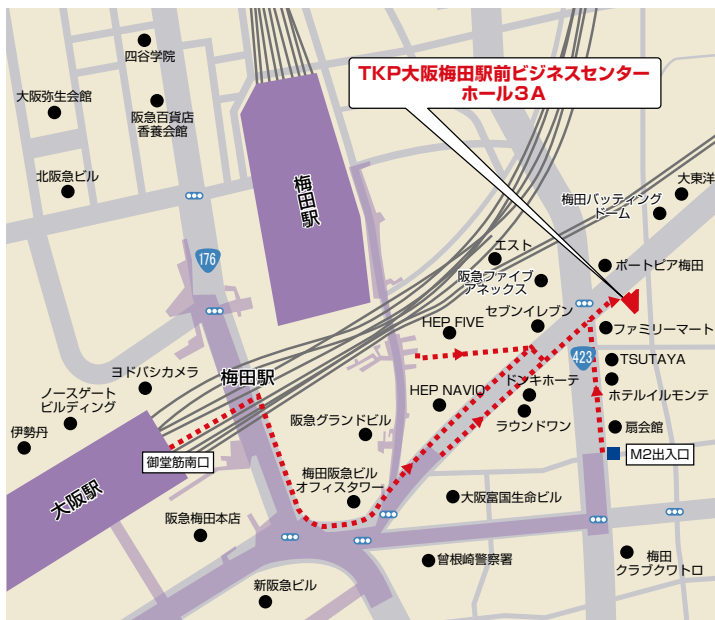 四谷学院
大阪弥生会館
阪急百貨店
香養会館
北阪急ビル
TKP大阪梅田駅前ビジネスセンター
ホール3A
梅田駅
大東洋
梅田バッティング
ドーム
176
エスト
阪急ファイブ
アネックス
ポートピア梅田
セブンイレブン
HEP FIVE
ファミリーマート
423
TSUTAYA
ヨドバシカメラ
梅田駅
ドンキホーテ
ホテルイルモンテ
ノースゲート
ビルディング
HEP NAVIO
ラウンドワン
伊勢丹
阪急グランドビル
扇会館
御堂筋南口
M2出入口
大阪駅
梅田阪急ビル
オフィスタワー
大阪富国生命ビル
阪急梅田本店
曾根崎警察署
梅田
クラブクワトロ
新阪急ビル